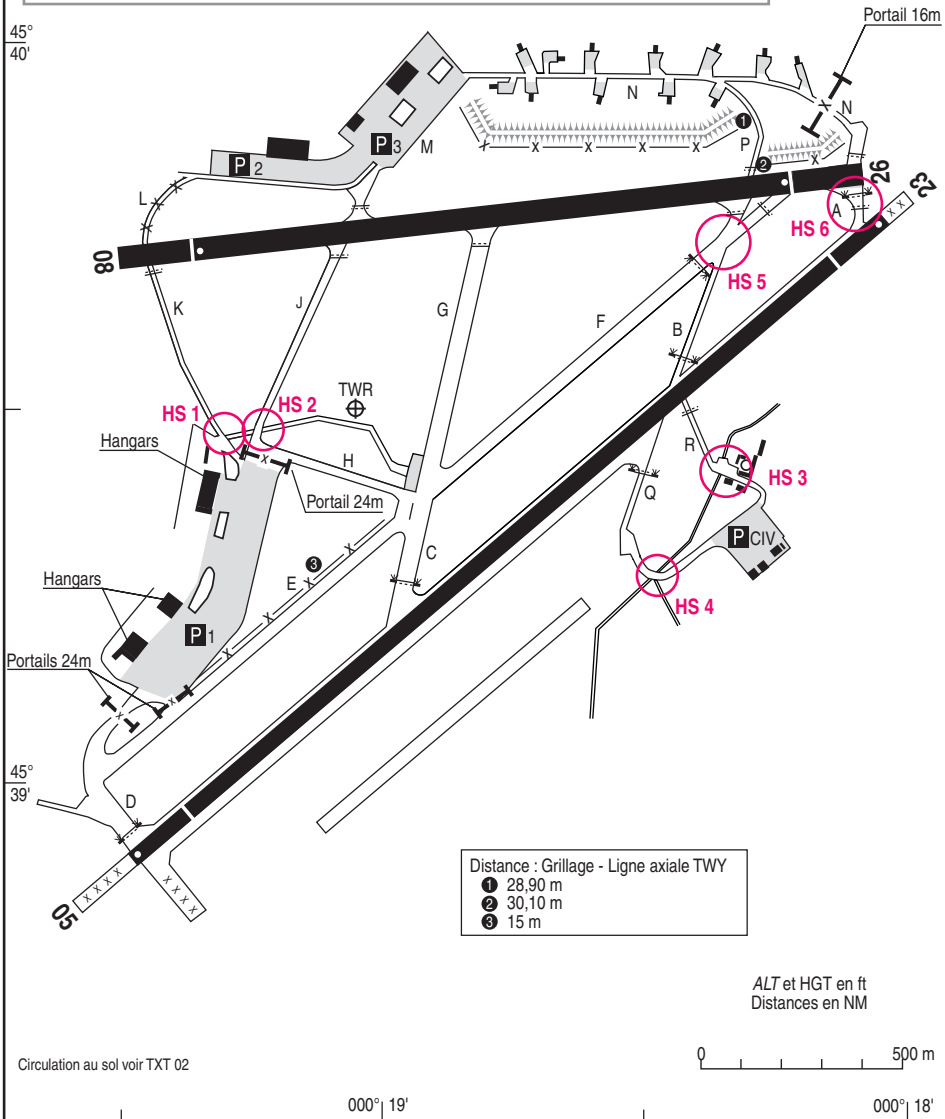 Portail 16m
45°
40'
N
N
1
P
2
P 3
M
P 2
L
26
23
A
HS 6
08
HS 5
K
J
G
F
B
TWR
HS 1
HS 2
Hangars
H
R
HS 3
Portail 24m
I
Q
P CIV
C
3
E
HS 4
Hangars
P 1
Portails 24m
45°
39'
D
05
Distance : Grillage - Ligne axiale TWY
1 28,90 m
2 30,10 m
3 15 m
ALT et HGT en ft
Distances en NM
Circulation au sol voir TXT 02
0 500 m
000° 19'
000° 18'